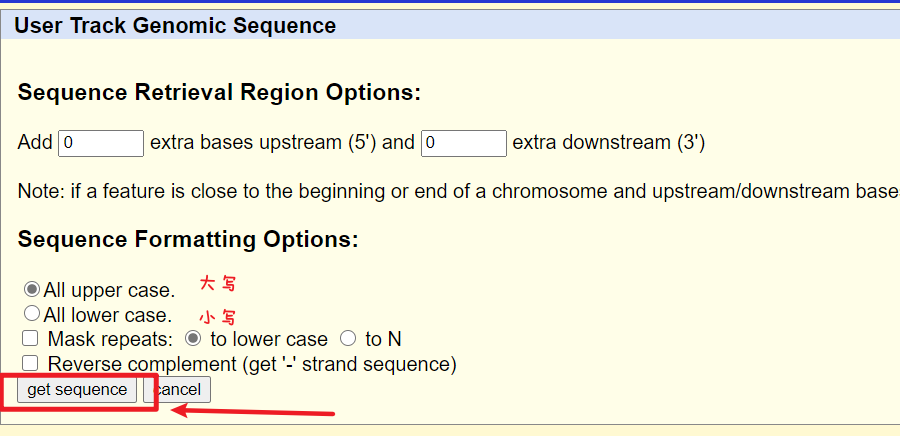 User Track Genomic Sequence
Sequence Retrieval Region Options:
Add 0 extra bases upstream (5') and 0 extra downstream (3')
Note: if a feature is close to the beginning or end of a chromosome and upstream/downstream base
Sequence Formatting Options:
All upper case. 大写
All lower case. 小写
Mask repeats: to lower case to N
Reverse complement (get '-' strand sequence)
get sequence cancel